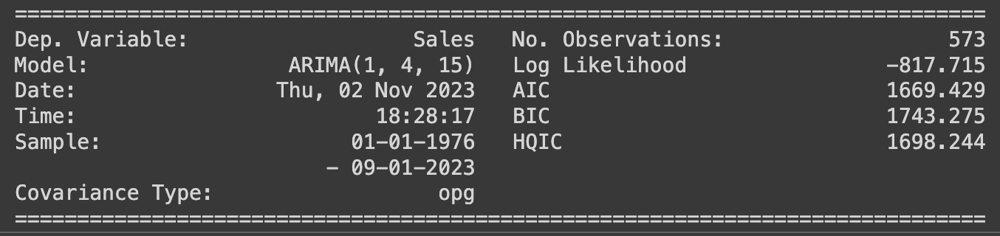 ==============================================================================
Dep. Variable:                  Sales   No. Observations:                  573
Model:                ARIMA(1, 4, 15)   Log Likelihood                -817.715
Date:                Thu, 02 Nov 2023   AIC                           1669.429
Time:                        18:28:17   BIC                           1743.275
Sample:                    01-01-1976   HQIC                          1698.244
                         - 09-01-2023
Covariance Type:                  opg
==============================================================================